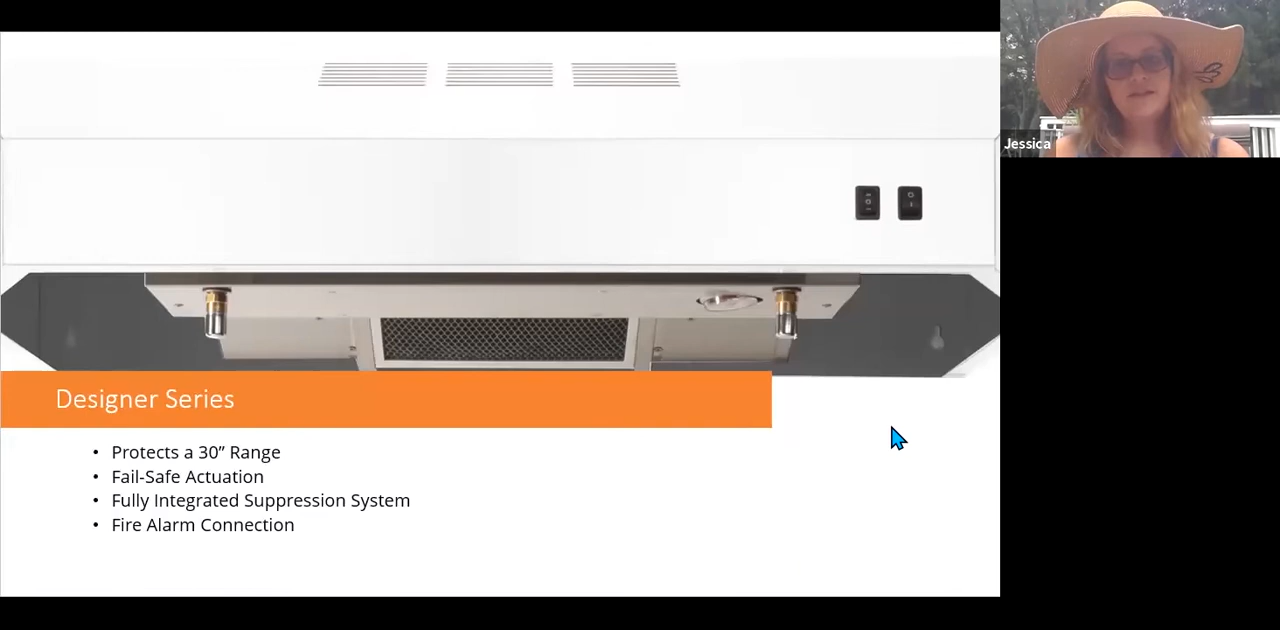 Jessica
Designer Series
• Protects a 30” Range
• Fail-Safe Actuation
• Fully Integrated Suppression System
• Fire Alarm Connection